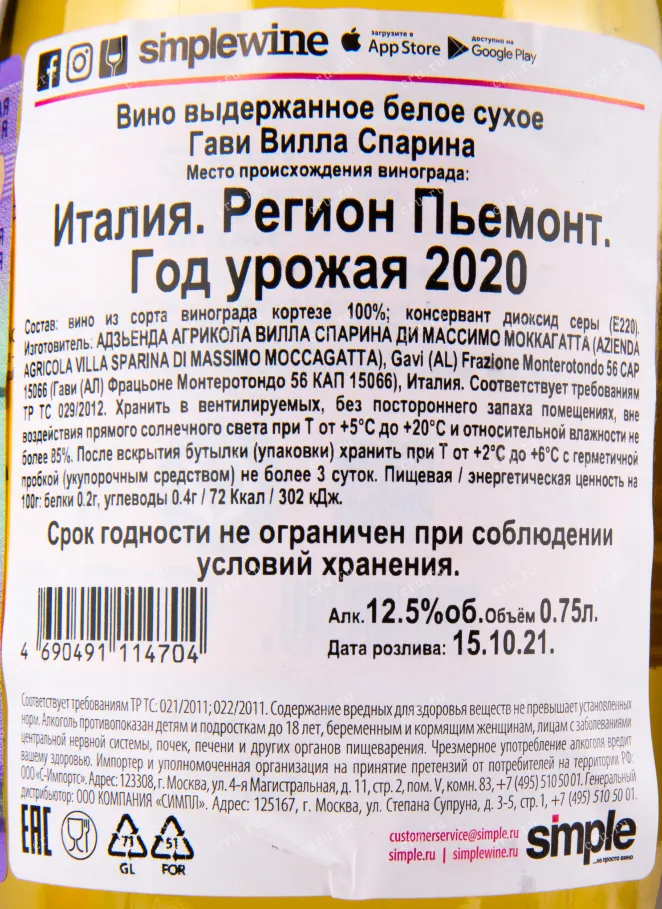 simplewine загрузите в App Store доступно на Google Play
Вино выдержанное белое сухое
Гави Вилла Спарина
Место происхождения винограда:
Италия. Регион Пьемонт.
Год урожая 2020
Состав: вино из сорта винограда кортезе 100%; консервант диоксид серы (Е220).
Изготовитель: АДЗЬЕНДА АГРИКОЛА ВИЛЛА СПАРИНА ДИ МАССИМО МОККАГАТТА (AZIENDA
AGRICOLA VILLA SPARINA DI MASSIMO MOCCAGATTA), Gavi (AL) Frazione Monterotondo 56 CAP
15066 (Гави (АЛ) Фрацьоне Монтеротондо 56 КАП 15066), Италия. Соответствует требованиям
ТР ТС 029/2012. Хранить в вентилируемых, без постороннего запаха помещениях, вне
воздействия прямого солнечного света при Т от +5°С до +20°С и относительной влажности не
более 85%. После вскрытия бутылки (упаковки) хранить при Т от +2°С до +6°С с герметичной
пробкой (укупорочным средством) не более 3 суток. Пищевая / энергетическая ценность на
100г: белки 0.2г, углеводы 0.4г / 72 Ккал / 302 кДж.
Срок годности не ограничен при соблюдении
условий хранения.
Алк. 12.5%об. Объём 0.75л.
Дата розлива: 15.10.21.
4 690491 114704
Соответствует требованиям ТР ТС: 021/2011; 022/2011. Содержание вредных для здоровья веществ не превышает установленных
норм. Алкоголь противопоказан детям и подросткам до 18 лет, беременным и кормящим женщинам, лицам с заболеваниями
центральной нервной системы, почек, печени и других органов пищеварения. Чрезмерное употребление алкоголя вредит
вашему здоровью. Импортер и уполномоченная организация на принятие претензий от потребителей на территории РФ:
ООО «С-Импортс». Адрес: 123308, г. Москва, ул. 4-я Магистральная, д. 11, стр. 2, пом. V, комн. 83, +7 (495) 510 50 01. Генеральный
дистрибьютор: ООО КОМПАНИЯ «СИМПЛ». Адрес: 125167, г. Москва, ул. Степана Супруна, д. 3-5, стр. 1, +7 (495) 510 50 01.
EAC 71 GL 51 FOR
customerservice@simple.ru
simple.ru | simplewine.ru
simple
...не просто вино